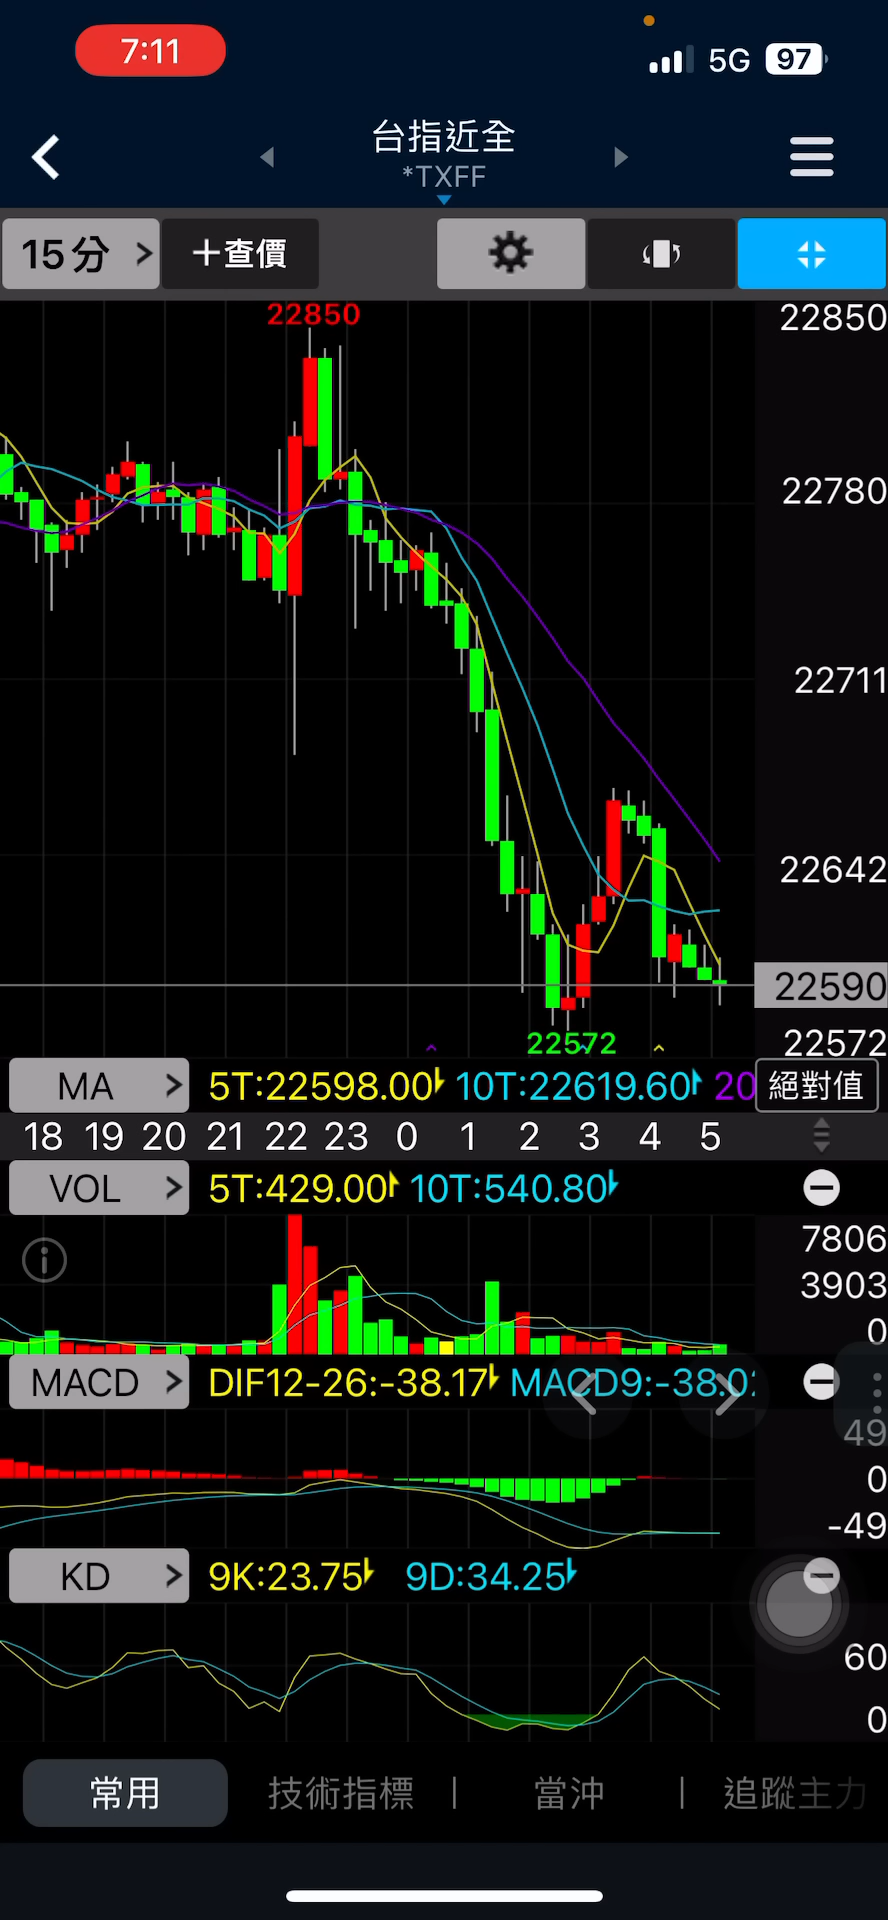 7:11
5G 97
台指近全
*TXFF
15分 > ＋查價
22850
22850
22780
22711
22642
22590
22572
22572
MA > 5T:22598.00 10T:22619.60 20 絕對值
18 19 20 21 22 23 0 1 2 3 4 5
VOL > 5T:429.00 10T:540.80
7806
3903
0
MACD > DIF12-26:-38.17 MACD9:-38.0
49
0
-49
KD > 9K:23.75 9D:34.25
60
0
常用 技術指標 | 當沖 | 追蹤主力